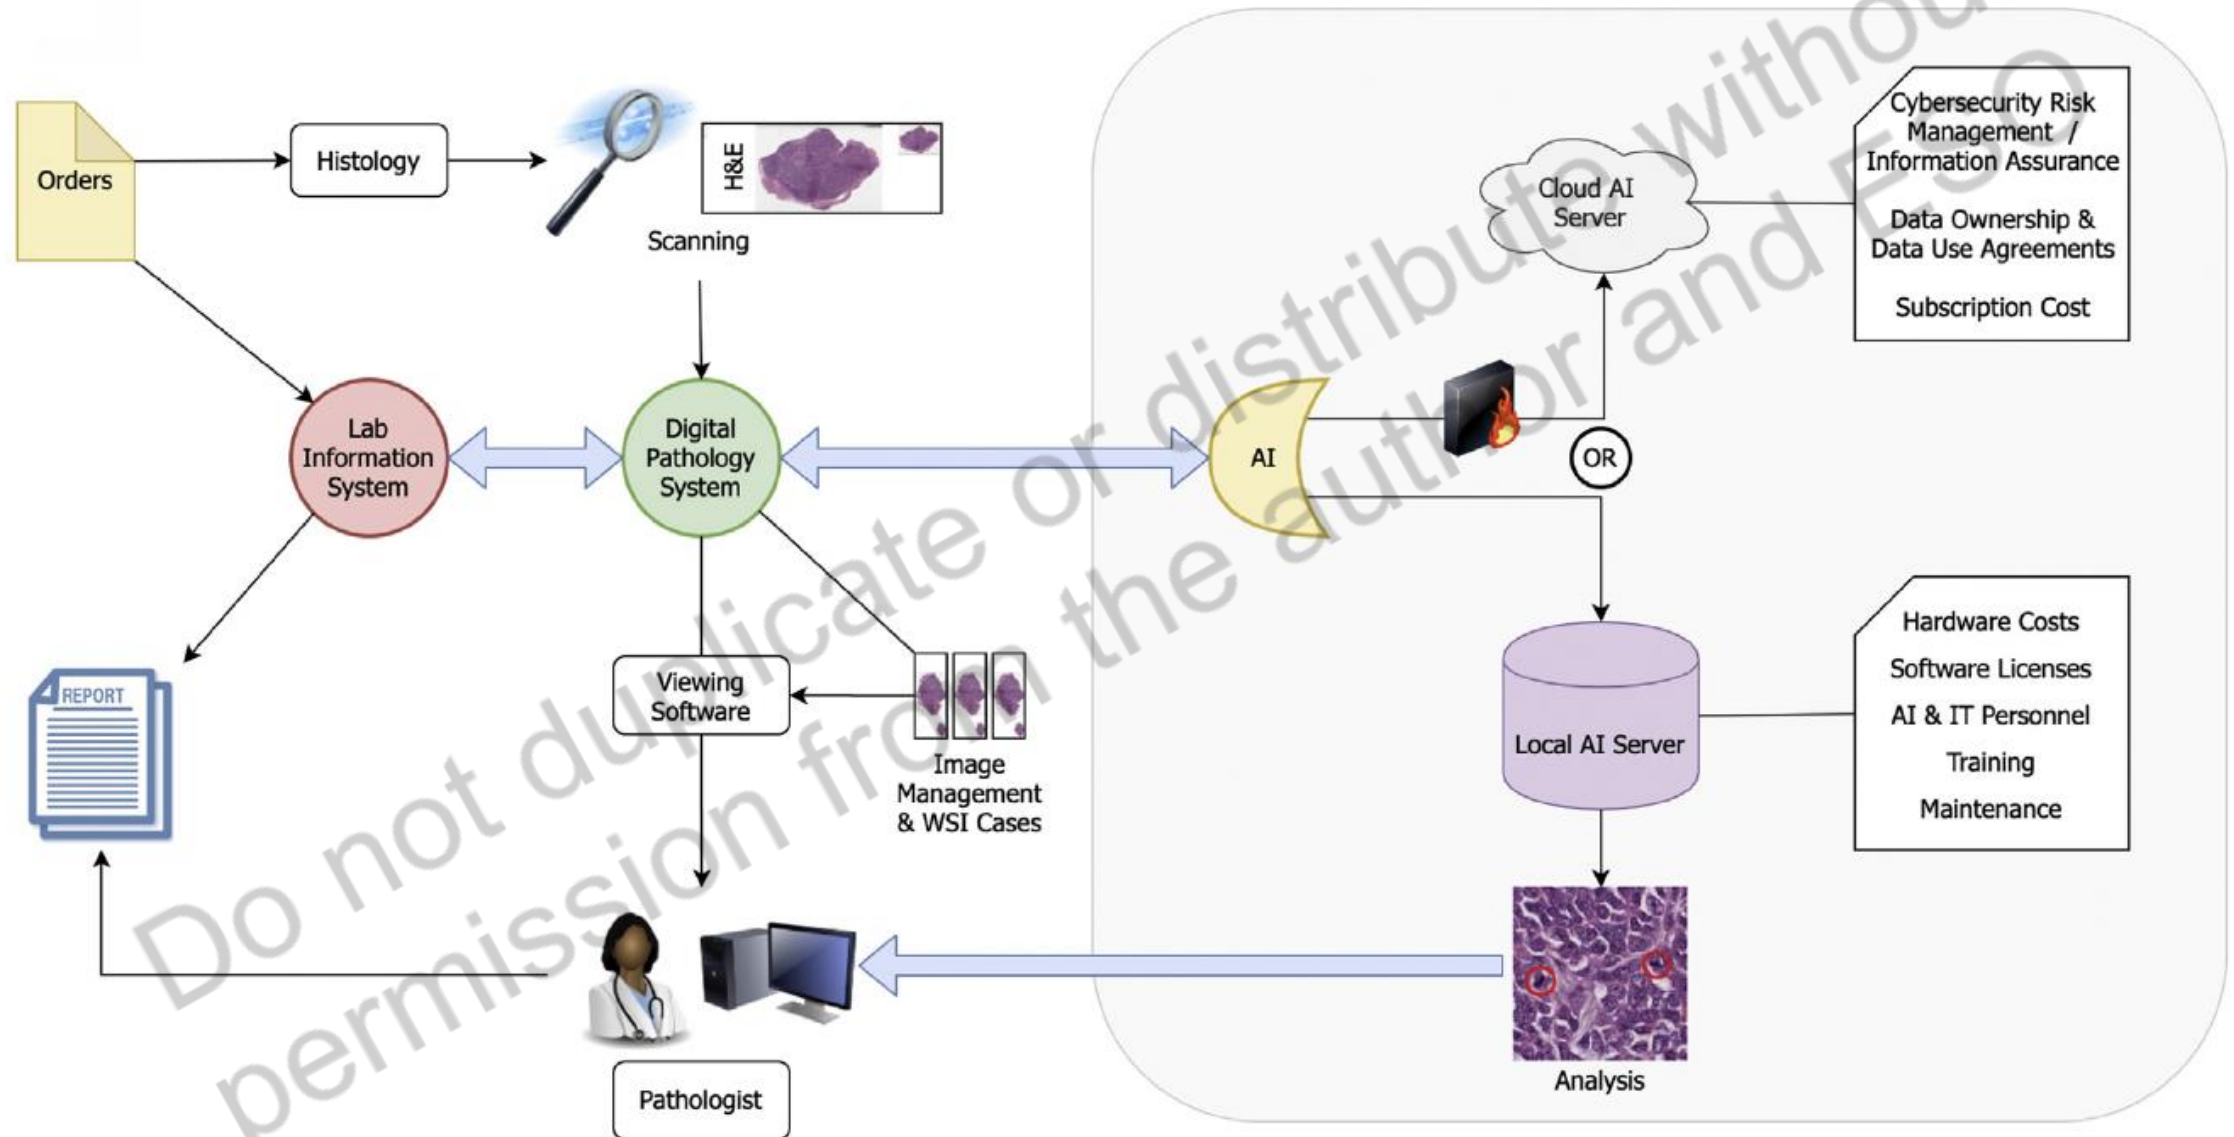 Orders
Histology
H&E
Scanning
Cloud AI
Server
Cybersecurity Risk
Management /
Information Assurance
Data Ownership &
Data Use Agreements
Subscription Cost
Lab
Information
System
Digital
Pathology
System
AI
OR
REPORT
Viewing
Software
Image
Management
& WSI Cases
Local AI Server
Hardware Costs
Software Licenses
AI & IT Personnel
Training
Maintenance
Pathologist
Analysis
Do not duplicate or distribute without
permission from the author and ESO